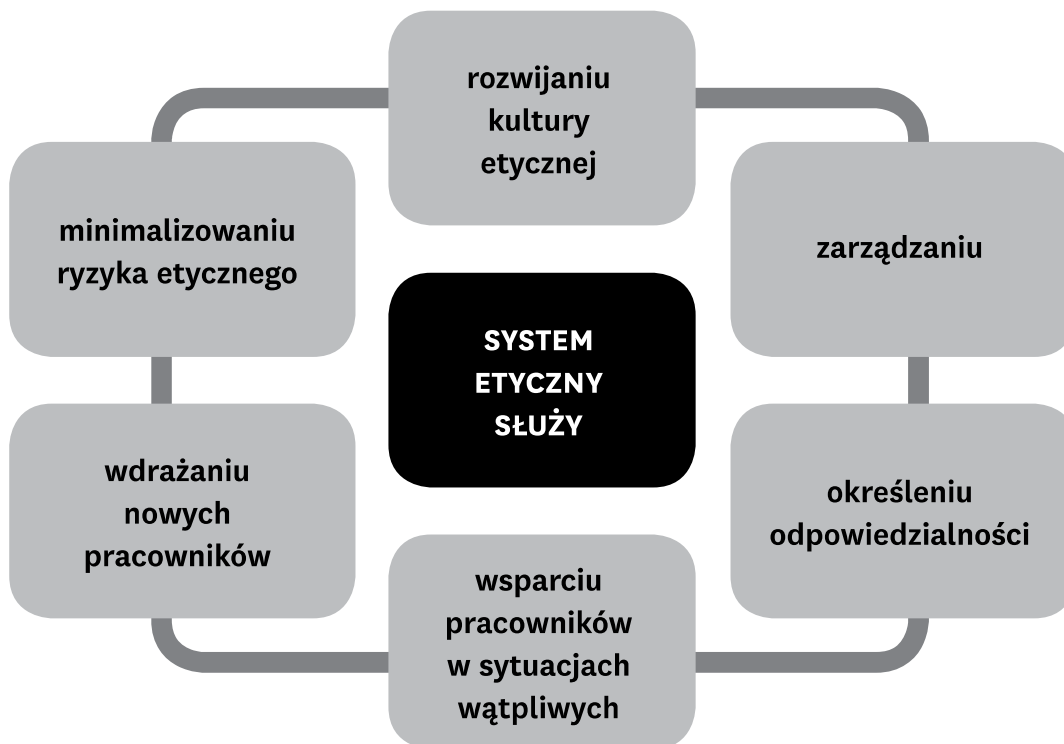 rozwijaniu
kultury
etycznej
minimalizowaniu
ryzyka etycznego
zarządzaniu
SYSTEM
ETYCZNY
SŁUŻY
wdrażaniu
nowych
pracowników
określeniu
odpowiedzialności
wsparciu
pracowników
w sytuacjach
wątpliwych